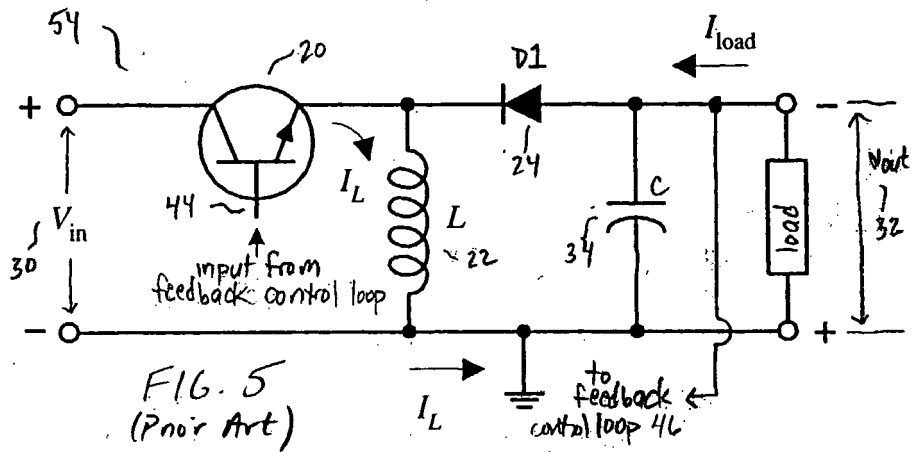 54
20
D1
I_load
+
-
24
I_L
L
22
C
34
load
Vout
32
V_in
30
44
input from
feedback control loop
-
+
I_L
to
feedback
control loop 46
FIG. 5
(Prior Art)